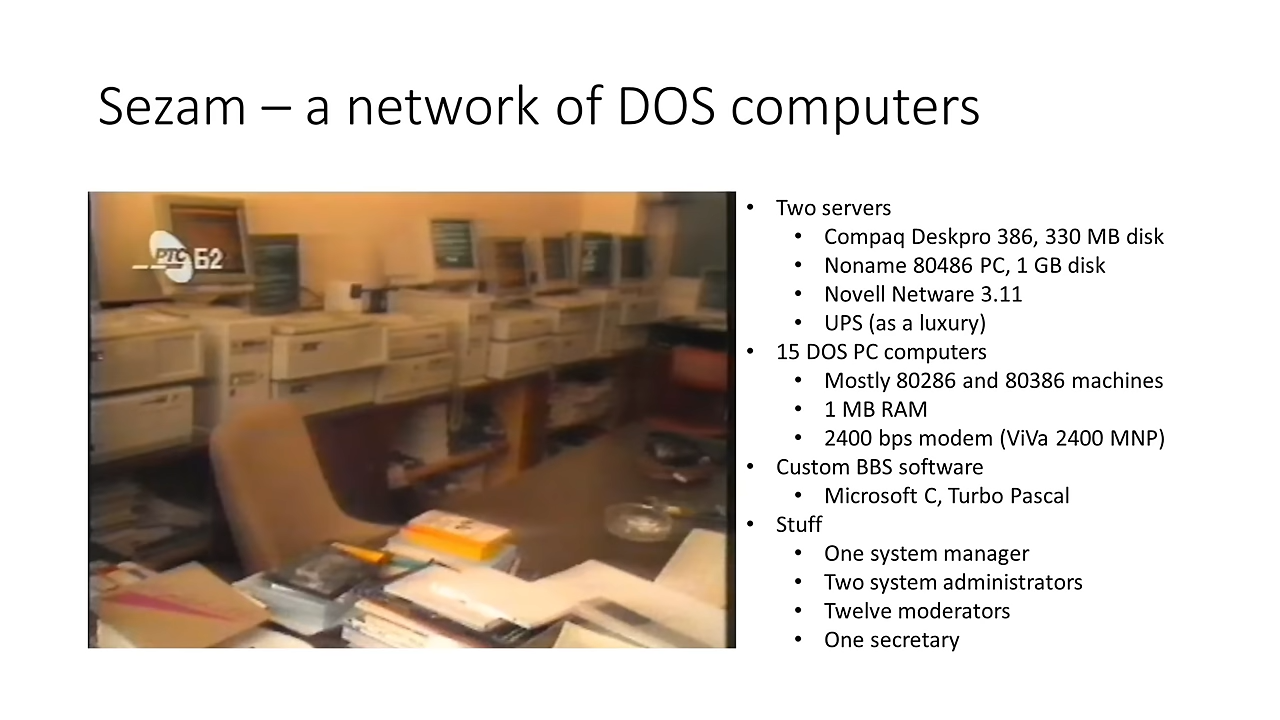 Sezam – a network of DOS computers
РТС Б2
• Two servers
• Compaq Deskpro 386, 330 MB disk
• Noname 80486 PC, 1 GB disk
• Novell Netware 3.11
• UPS (as a luxury)
• 15 DOS PC computers
• Mostly 80286 and 80386 machines
• 1 MB RAM
• 2400 bps modem (ViVa 2400 MNP)
• Custom BBS software
• Microsoft C, Turbo Pascal
• Stuff
• One system manager
• Two system administrators
• Twelve moderators
• One secretary